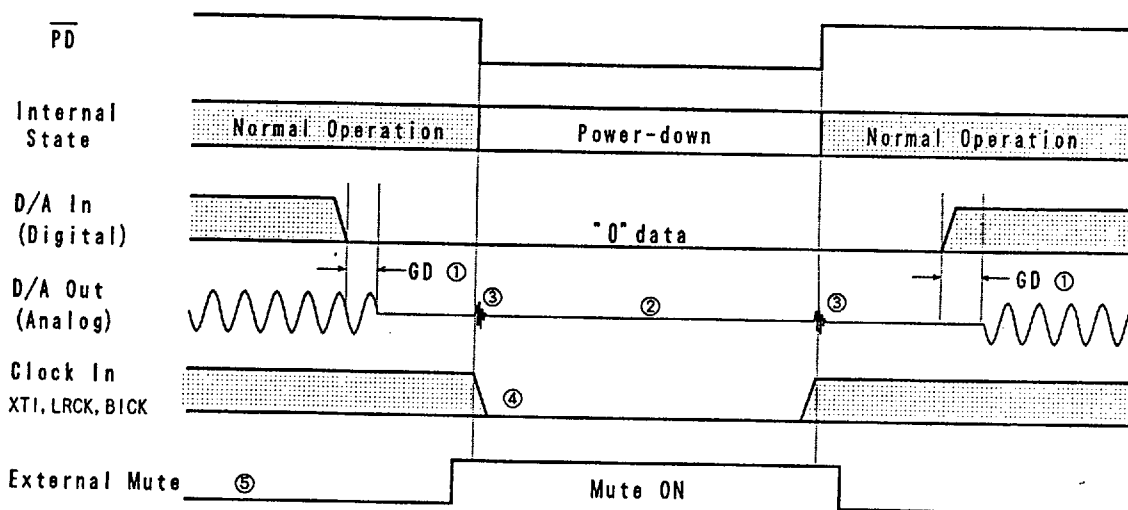 PD
Internal
State
Normal Operation
Power-down
Normal Operation
D/A In
(Digital)
"0" data
GD ①
GD ①
D/A Out
(Analog)
③
②
③
Clock In
XTI, LRCK, BICK
④
External Mute
⑤
Mute ON